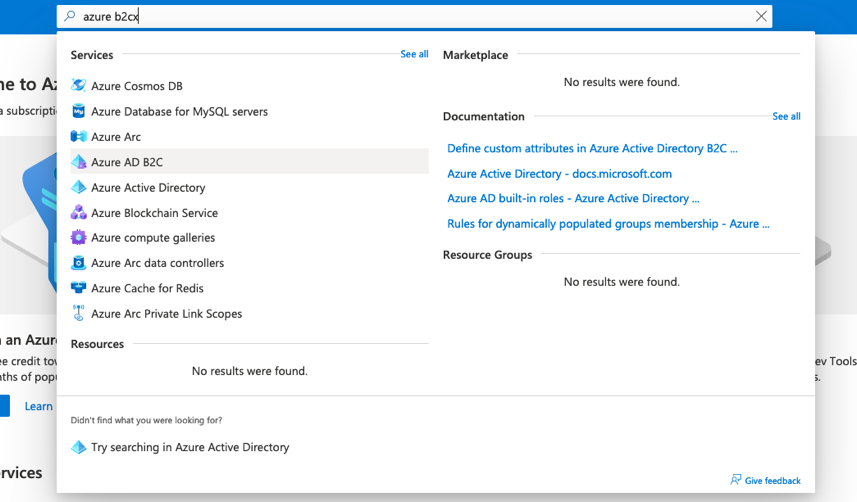 azure b2cx
Services
See all
Azure Cosmos DB
Azure Database for MySQL servers
Azure Arc
Azure AD B2C
Azure Active Directory
Azure Blockchain Service
Azure compute galleries
Azure Arc data controllers
Azure Cache for Redis
Azure Arc Private Link Scopes
Resources
No results were found.
Marketplace
No results were found.
Documentation
See all
Define custom attributes in Azure Active Directory B2C ...
Azure Active Directory - docs.microsoft.com
Azure AD built-in roles - Azure Active Directory ...
Rules for dynamically populated groups membership - Azure ...
Resource Groups
No results were found.
Didn't find what you were looking for?
Try searching in Azure Active Directory
Give feedback
ne to Az
a subscripti
an Azur
ee credit tow
nths of popu
Learn
ev Tools
s.
rvices